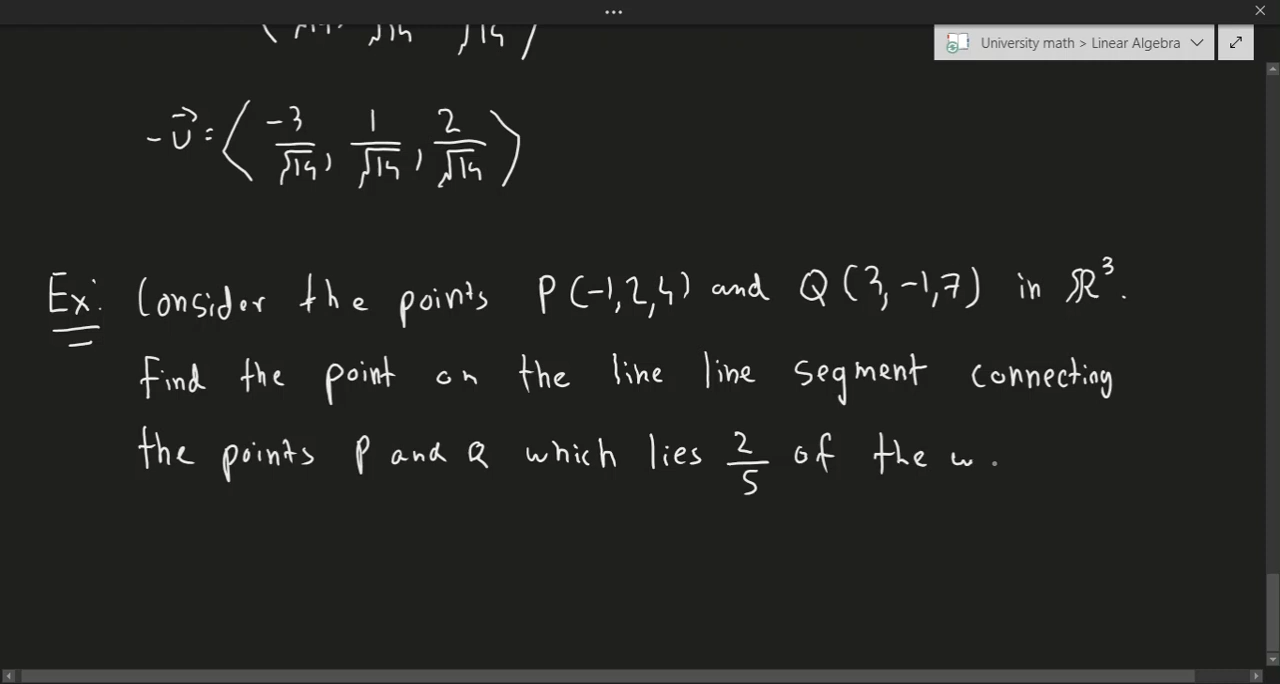 ...
University math > Linear Algebra
-u⃗ = ⟨ -3/√14, 1/√14, 2/√14 ⟩
Ex: Consider the points P(-1,2,4) and Q(3,-1,7) in ℝ³.
Find the point on the line line segment connecting
the points P and Q which lies 2/5 of the w